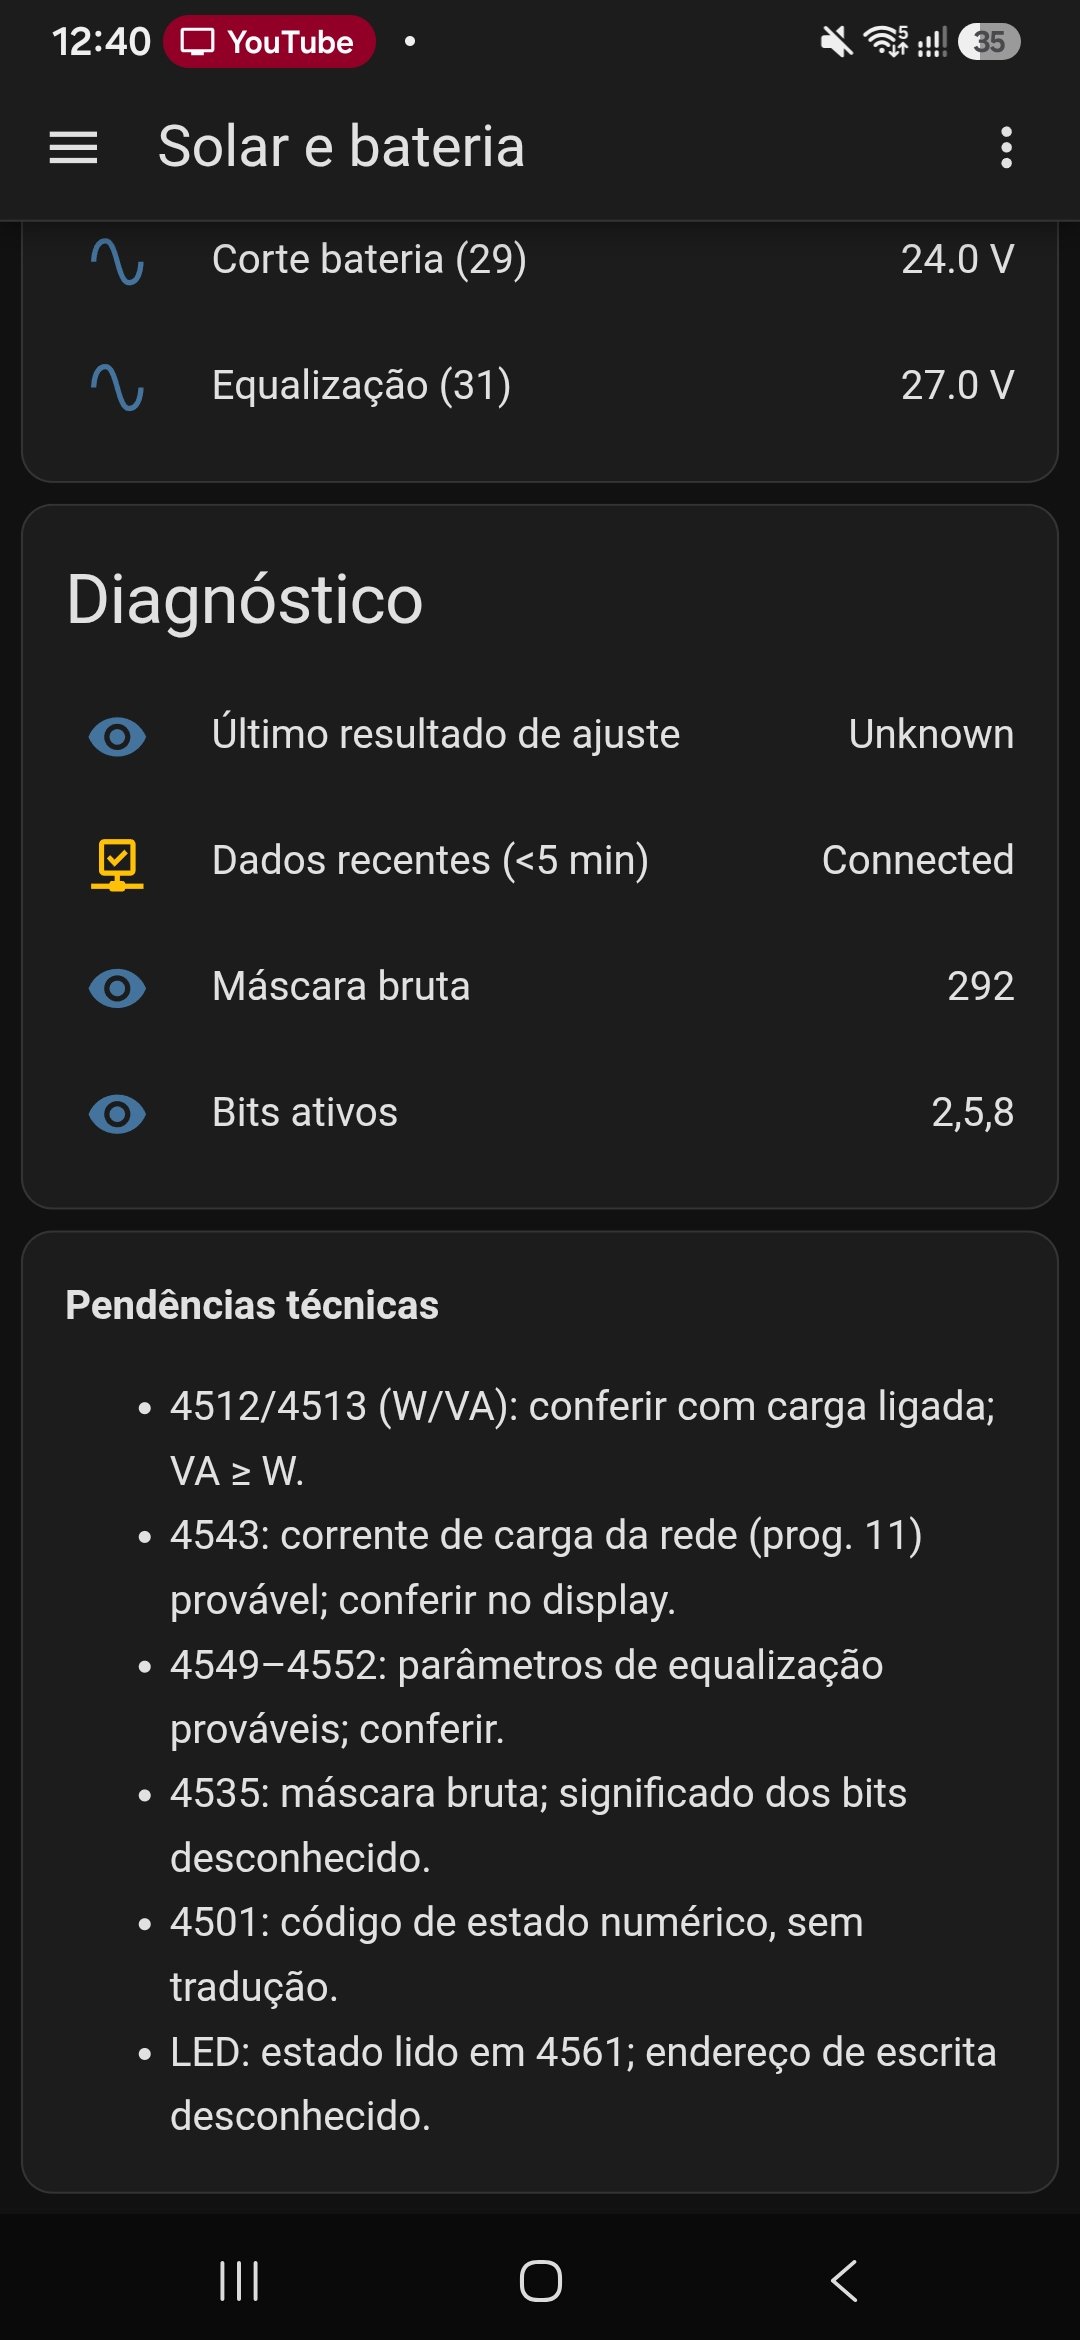 12:40 YouTube 5 35
Solar e bateria
Corte bateria (29) 24.0 V
Equalização (31) 27.0 V
Diagnóstico
Último resultado de ajuste Unknown
Dados recentes (<5 min) Connected
Máscara bruta 292
Bits ativos 2,5,8
Pendências técnicas
• 4512/4513 (W/VA): conferir com carga ligada;
VA ≥ W.
• 4543: corrente de carga da rede (prog. 11)
provável; conferir no display.
• 4549–4552: parâmetros de equalização
prováveis; conferir.
• 4535: máscara bruta; significado dos bits
desconhecido.
• 4501: código de estado numérico, sem
tradução.
• LED: estado lido em 4561; endereço de escrita
desconhecido.